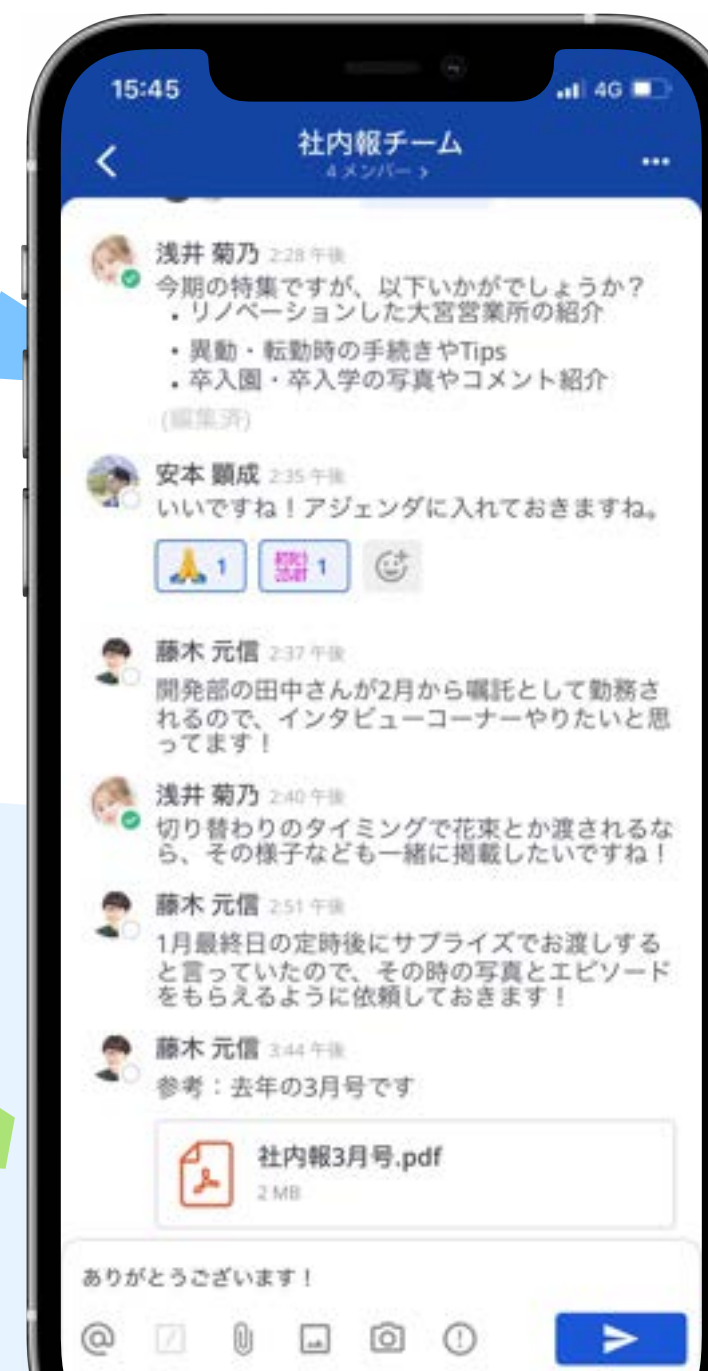 15:45
4G
社内報チーム
4 メンバー >
浅井 菊乃 2:28 午後
今期の特集ですが、以下いかがでしょうか?
・リノベーションした大宮営業所の紹介
・異動・転勤時の手続きやTips
・卒入園・卒入学の写真やコメント紹介
(編集済)
安本 顕成 2:35 午後
いいですね！アジェンダに入れておきますね。
1
1
藤木 元信 2:37 午後
開発部の田中さんが2月から嘱託として勤務さ
れるので、インタビューコーナーやりたいと思
ってます！
浅井 菊乃 2:40 午後
切り替わりのタイミングで花束とか渡されるな
ら、その様子なども一緒に掲載したいですね！
藤木 元信 2:51 午後
1月最終日の定時後にサプライズでお渡しする
と言っていたので、その時の写真とエピソード
をもらえるように依頼しておきます！
藤木 元信 3:44 午後
参考：去年の3月号です
社内報3月号.pdf
2 MB
ありがとうございます！